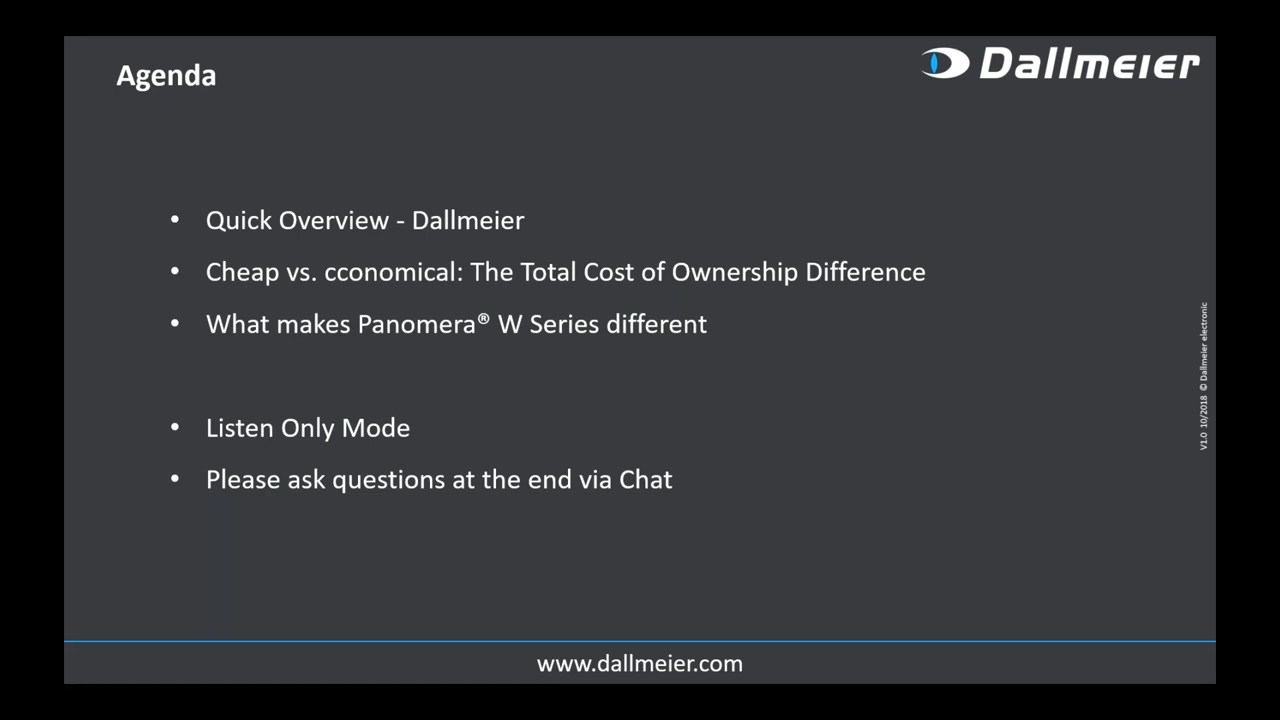 Agenda
Dallmeier
• Quick Overview - Dallmeier
• Cheap vs. cconomical: The Total Cost of Ownership Difference
• What makes Panomera® W Series different
• Listen Only Mode
• Please ask questions at the end via Chat
V1.0 10/2018 © Dallmeier electronic
www.dallmeier.com